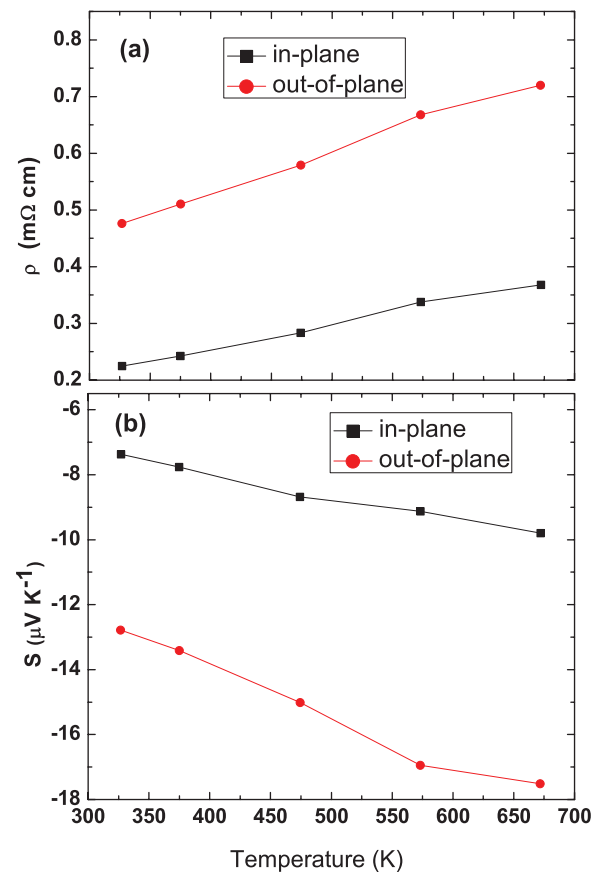 (a)
in-plane
out-of-plane
0.8
0.7
0.6
0.5
0.4
0.3
0.2
ρ (mΩ cm)
(b)
in-plane
out-of-plane
-6
-8
-10
-12
-14
-16
-18
S (μV K⁻¹)
300 350 400 450 500 550 600 650 700
Temperature (K)